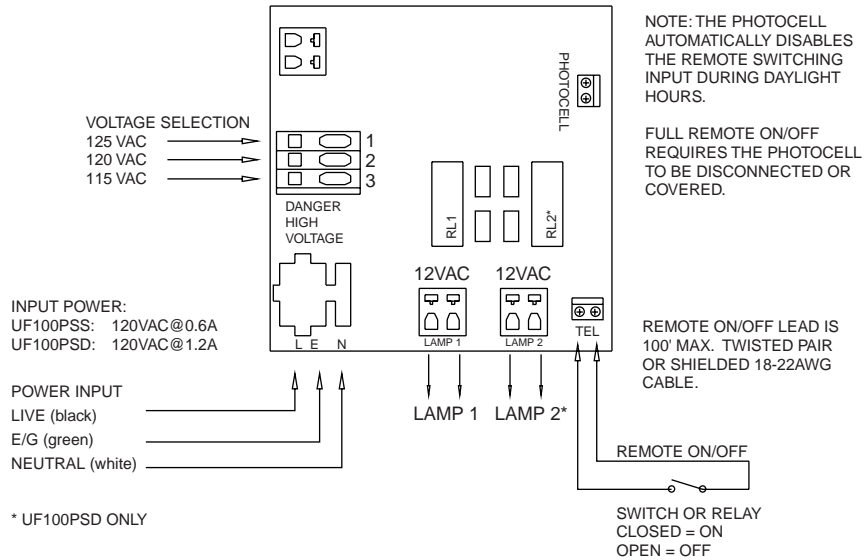 NOTE: THE PHOTOCELL
AUTOMATICALLY DISABLES
THE REMOTE SWITCHING
INPUT DURING DAYLIGHT
HOURS.
FULL REMOTE ON/OFF
REQUIRES THE PHOTOCELL
TO BE DISCONNECTED OR
COVERED.
PHOTOCELL
VOLTAGE SELECTION
125 VAC
120 VAC
115 VAC
1
2
3
DANGER
HIGH
VOLTAGE
RL1
RL2*
12VAC
12VAC
LAMP 1
LAMP 2
TEL
L E N
INPUT POWER:
UF100PSS: 120VAC@0.6A
UF100PSD: 120VAC@1.2A
REMOTE ON/OFF LEAD IS
100' MAX. TWISTED PAIR
OR SHIELDED 18-22AWG
CABLE.
POWER INPUT
LIVE (black)
E/G (green)
NEUTRAL (white)
LAMP 1
LAMP 2*
REMOTE ON/OFF
SWITCH OR RELAY
CLOSED = ON
OPEN = OFF
* UF100PSD ONLY